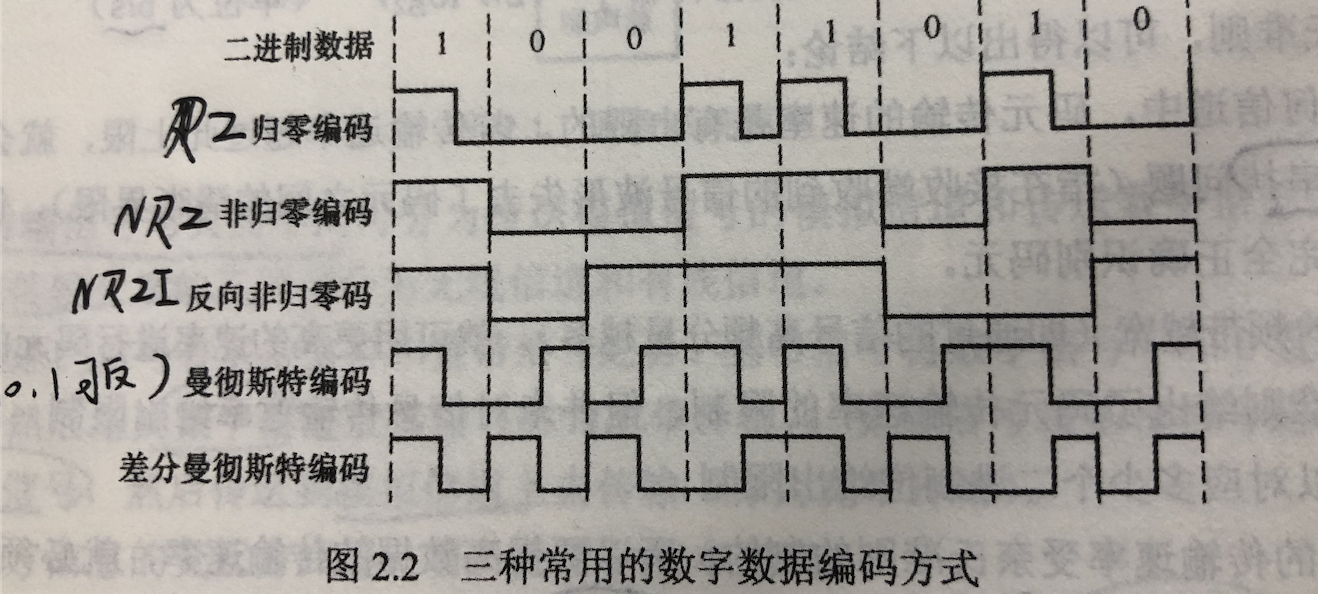 二进制数据 1 0 0 1 1 0 1 0
RZ 归零编码
NRZ 非归零编码
NRZI 反向非归零码
0.1可反) 曼彻斯特编码
差分曼彻斯特编码
图 2.2 三种常用的数字数据编码方式